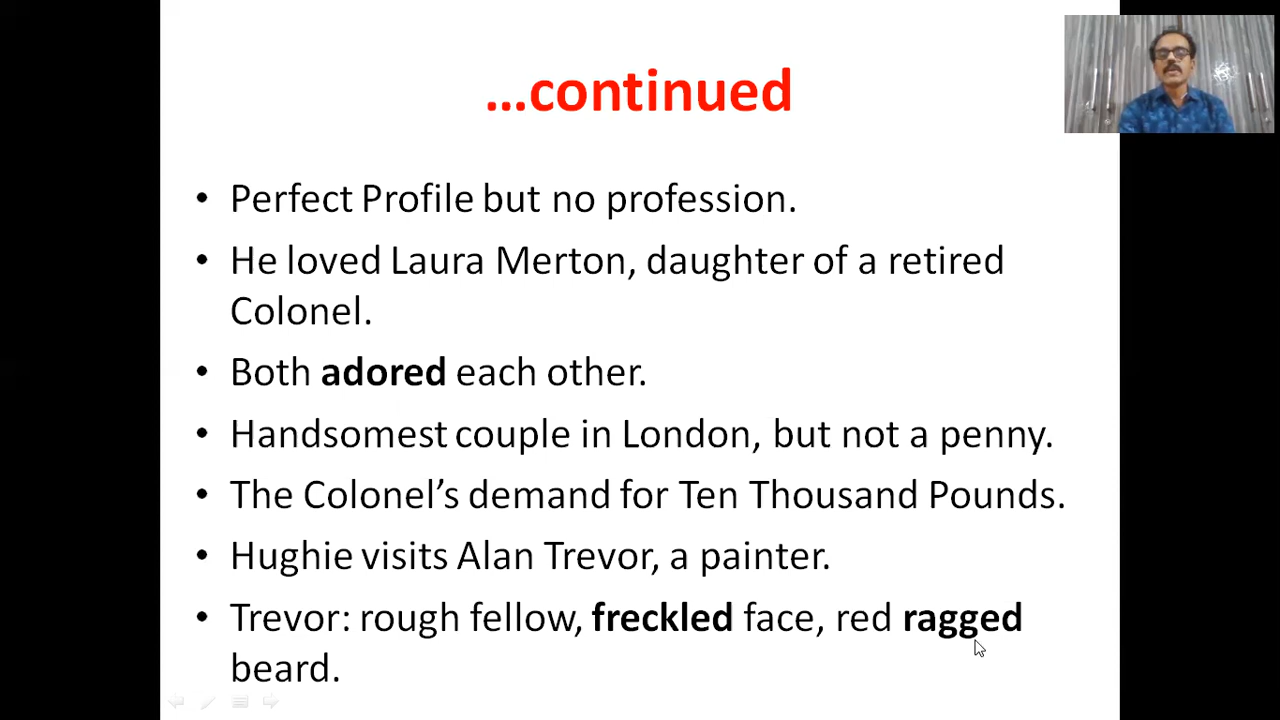 ...continued
• Perfect Profile but no profession.
• He loved Laura Merton, daughter of a retired
Colonel.
• Both adored each other.
• Handsomest couple in London, but not a penny.
• The Colonel’s demand for Ten Thousand Pounds.
• Hughie visits Alan Trevor, a painter.
• Trevor: rough fellow, freckled face, red ragged
beard.